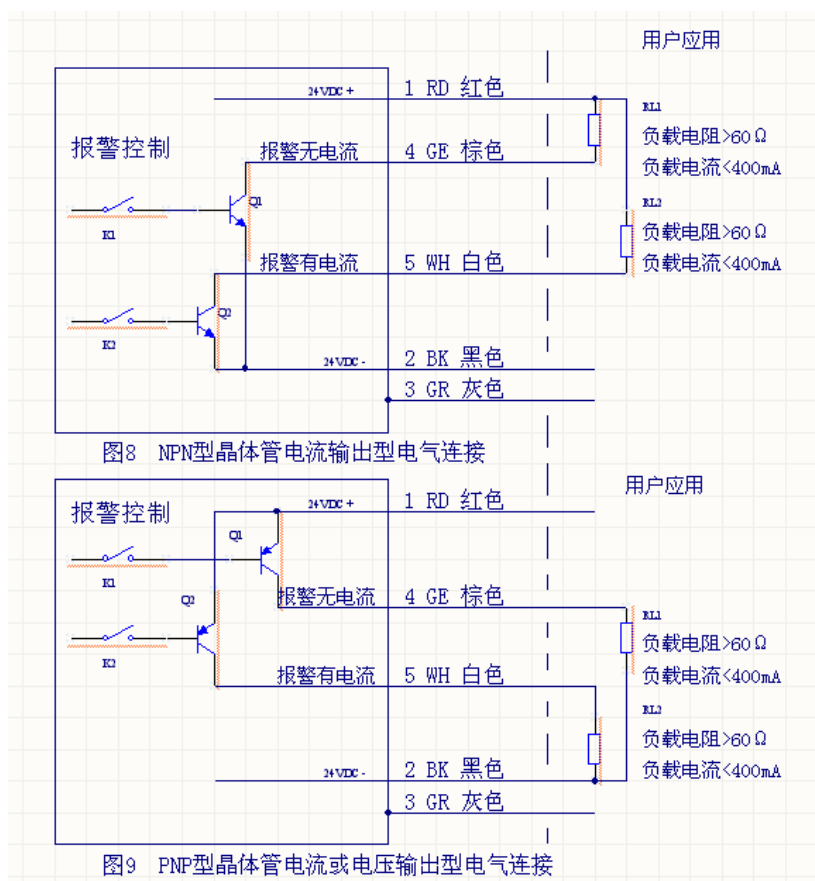 用户应用
24VDC + 1 RD 红色
RL1
报警控制
负载电阻>60Ω
报警无电流 4 GE 棕色
负载电流<400mA
Q1
RL2
K1
负载电阻>60Ω
报警有电流 5 WH 白色
负载电流<400mA
Q2
K2
24VDC - 2 BK 黑色
3 GR 灰色
图8 NPN型晶体管电流输出型电气连接
用户应用
24VDC + 1 RD 红色
报警控制
Q1
K1
Q2
报警无电流 4 GE 棕色
RL1
负载电阻>60Ω
K2
报警有电流 5 WH 白色
负载电流<400mA
RL2
负载电阻>60Ω
24VDC - 2 BK 黑色
负载电流<400mA
3 GR 灰色
图9 PNP型晶体管电流或电压输出型电气连接